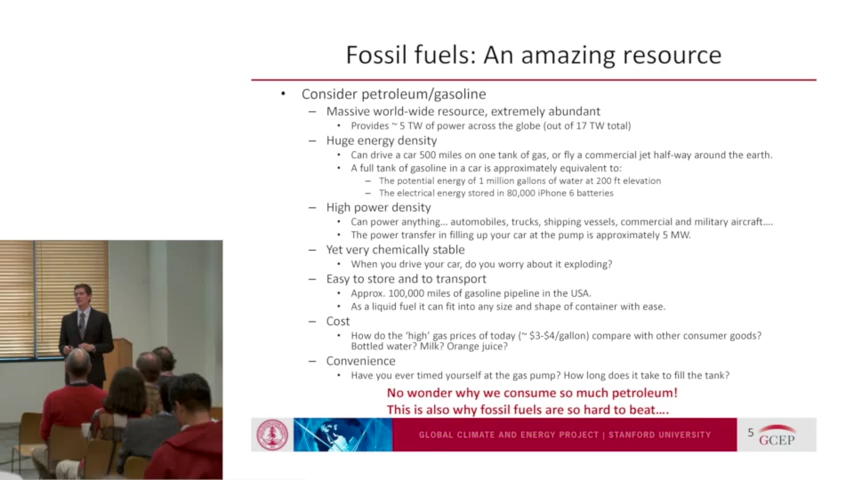 Fossil fuels: An amazing resource
• Consider petroleum/gasoline
– Massive world-wide resource, extremely abundant
• Provides ~ 5 TW of power across the globe (out of 17 TW total)
– Huge energy density
• Can drive a car 500 miles on one tank of gas, or fly a commercial jet half-way around the earth.
• A full tank of gasoline in a car is approximately equivalent to:
– The potential energy of 1 million gallons of water at 200 ft elevation
– The electrical energy stored in 80,000 iPhone 6 batteries
– High power density
• Can power anything... automobiles, trucks, shipping vessels, commercial and military aircraft....
• The power transfer in filling up your car at the pump is approximately 5 MW.
– Yet very chemically stable
• When you drive your car, do you worry about it exploding?
– Easy to store and to transport
• Approx. 100,000 miles of gasoline pipeline in the USA.
• As a liquid fuel it can fit into any size and shape of container with ease.
– Cost
• How do the 'high' gas prices of today (~ $3-$4/gallon) compare with other consumer goods?
Bottled water? Milk? Orange juice?
– Convenience
• Have you ever timed yourself at the gas pump? How long does it take to fill the tank?
No wonder why we consume so much petroleum!
This is also why fossil fuels are so hard to beat....
GLOBAL CLIMATE AND ENERGY PROJECT | STANFORD UNIVERSITY
5
GCEP